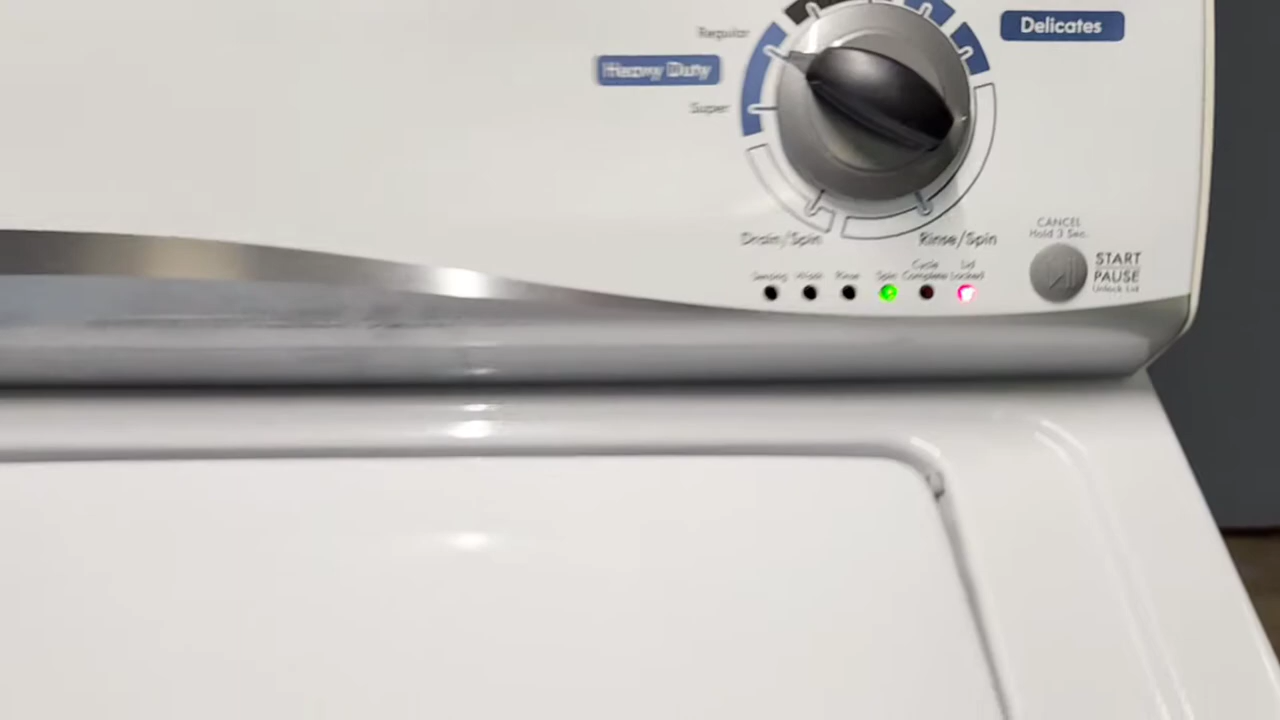 Regular
Delicates
Heavy Duty
Super
Drain/Spin
Rinse/Spin
CANCEL
Hold 3 Sec.
START
PAUSE
Unlock Lid
Sensing
Wash
Rinse
Spin
Cycle
Complete
Lid
Locked